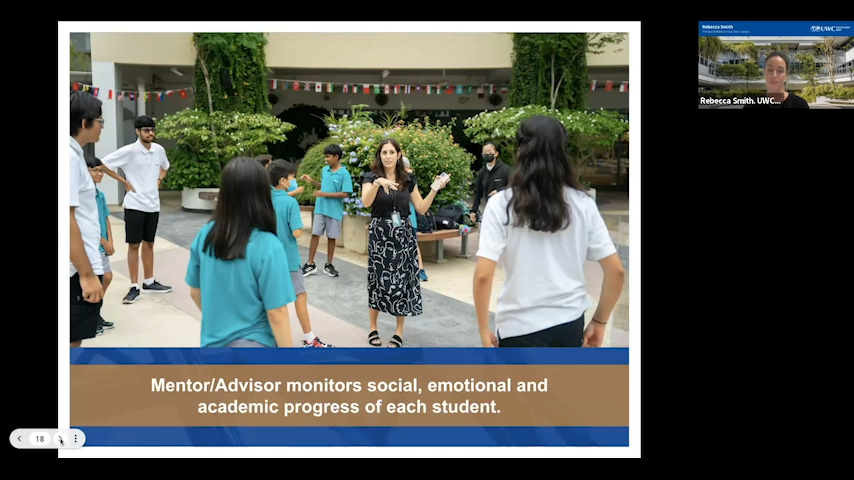 Mentor/Advisor monitors social, emotional and
academic progress of each student.
18
Rebecca Smith
UWC
Rebecca Smith. UWC...